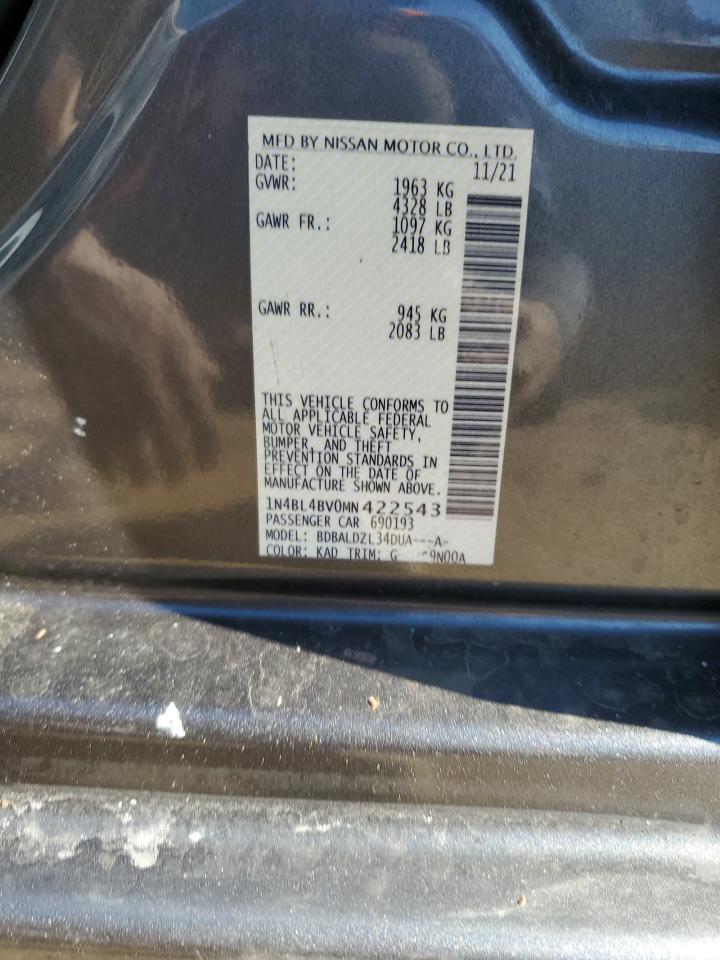 MFD BY NISSAN MOTOR CO., LTD.
DATE: 11/21
GVWR: 1963 KG
4328 LB
GAWR FR.: 1097 KG
2418 LB
GAWR RR.: 945 KG
2083 LB
THIS VEHICLE CONFORMS TO
ALL APPLICABLE FEDERAL
MOTOR VEHICLE SAFETY,
BUMPER, AND THEFT
PREVENTION STANDARDS IN
EFFECT ON THE DATE OF
MANUFACTURE SHOWN ABOVE.
1N4BL4BV0MN422543
PASSENGER CAR 690193
MODEL: BDBALDZL34DUA---A-
COLOR: KAD TRIM: G